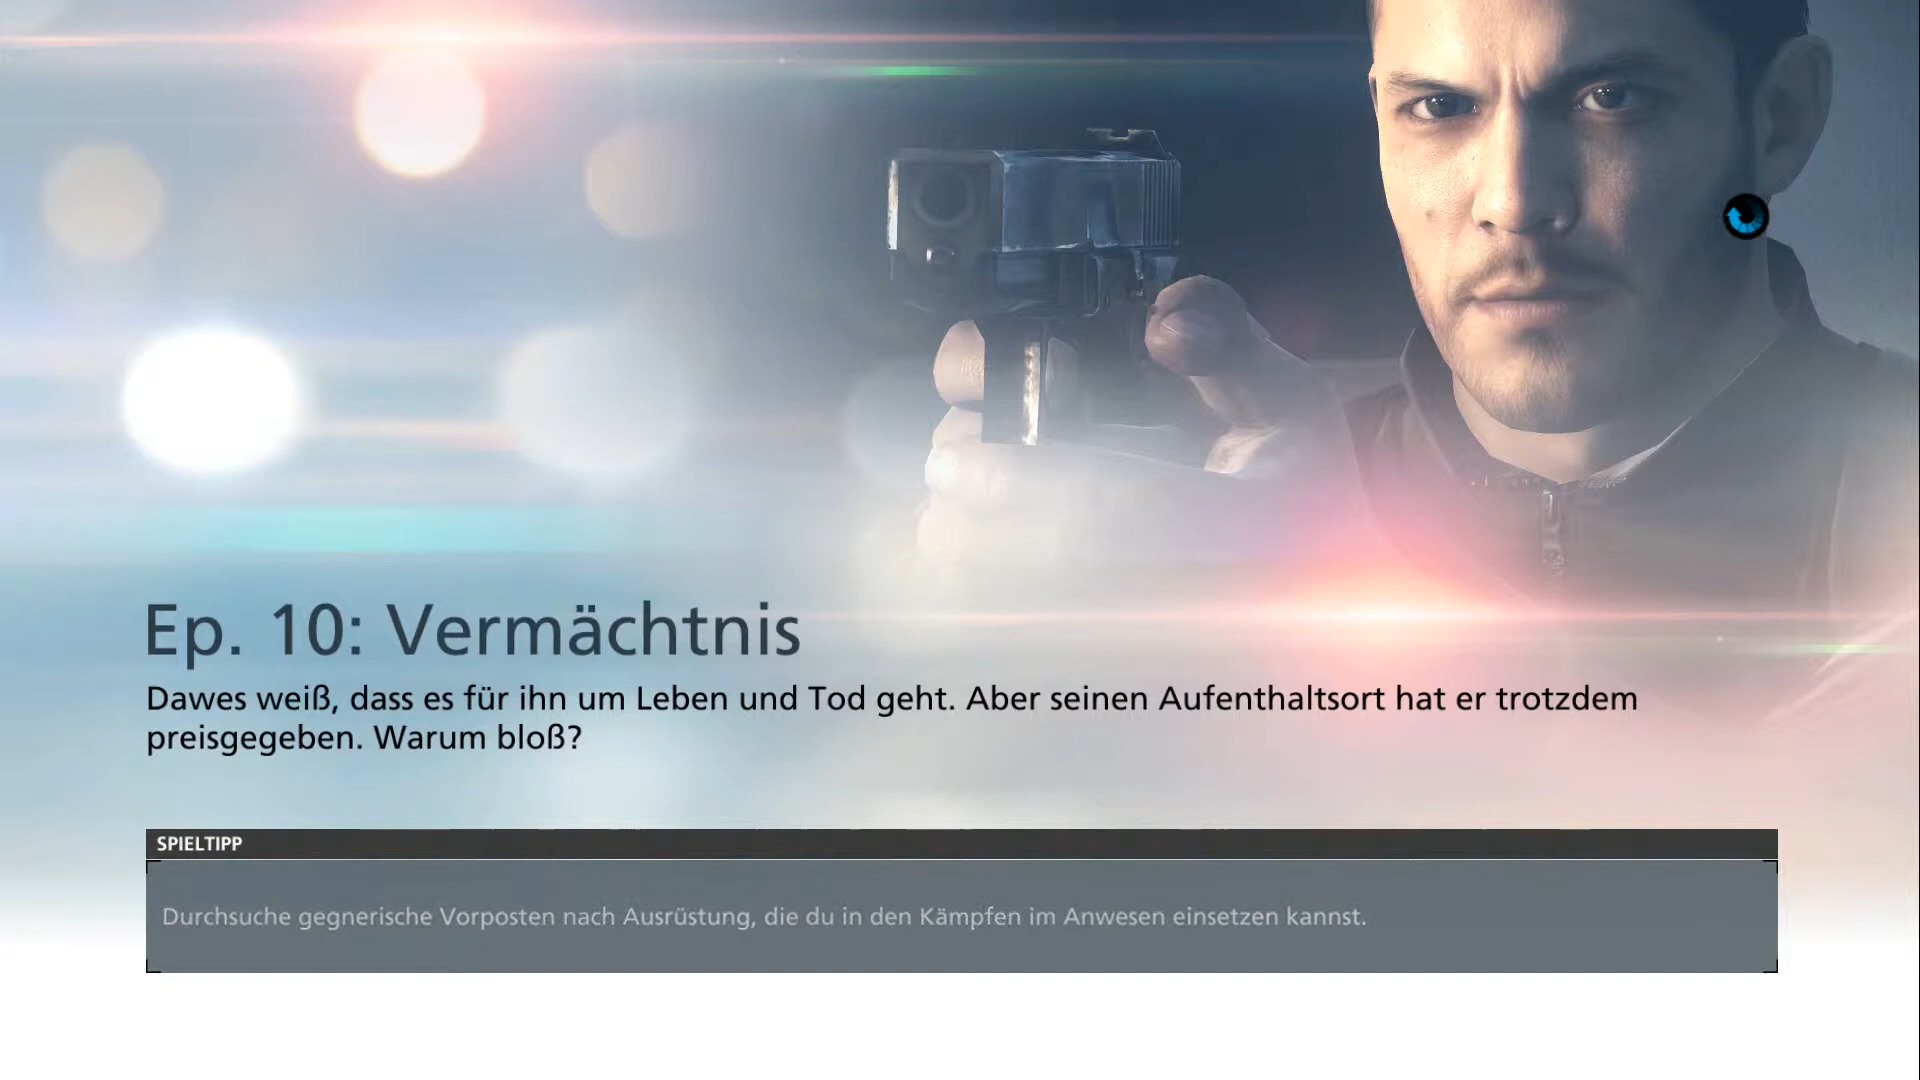 Ep. 10: Vermächtnis
Dawes weiß, dass es für ihn um Leben und Tod geht. Aber seinen Aufenthaltsort hat er trotzdem
preisgegeben. Warum bloß?
SPIELTIPP
Durchsuche gegnerische Vorposten nach Ausrüstung, die du in den Kämpfen im Anwesen einsetzen kannst.